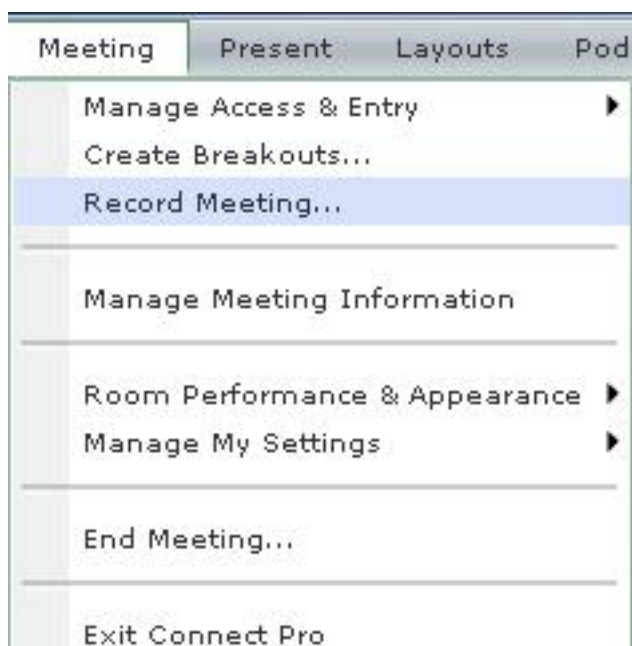 Meeting Present Layouts Pod
Manage Access & Entry
Create Breakouts...
Record Meeting...
Manage Meeting Information
Room Performance & Appearance
Manage My Settings
End Meeting...
Exit Connect Pro